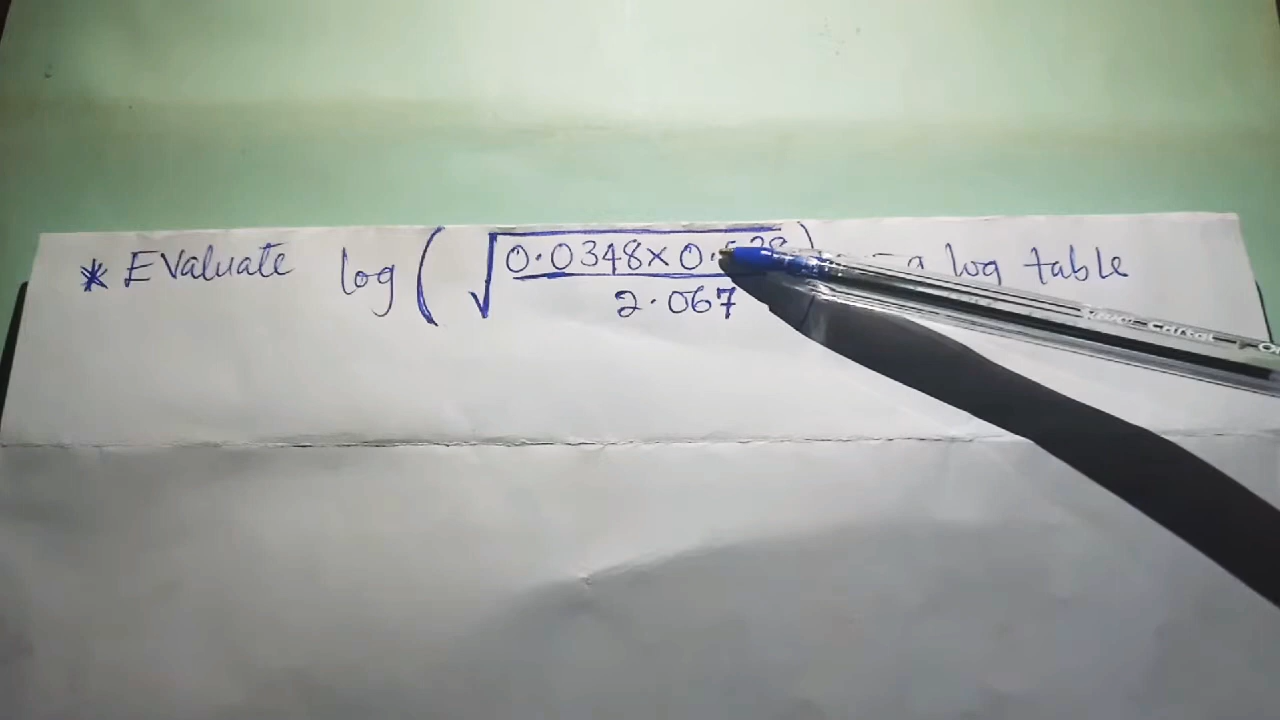 * Evaluate log ( √ 0.0348 × 0. ) a log table
2.067